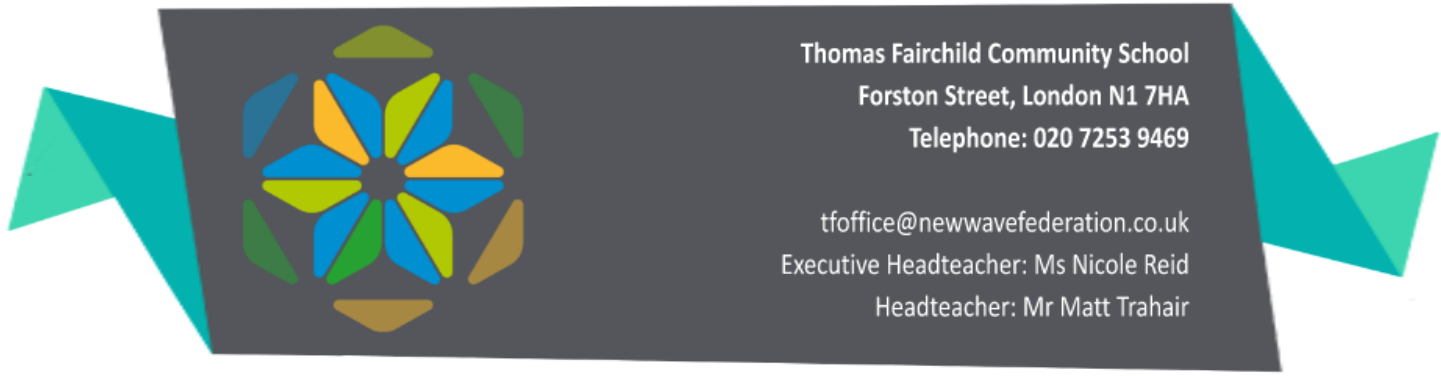 Thomas Fairchild Community School
Forston Street, London N1 7HA
Telephone: 020 7253 9469
tfoffice@newwavefederation.co.uk
Executive Headteacher: Ms Nicole Reid
Headteacher: Mr Matt Trahair